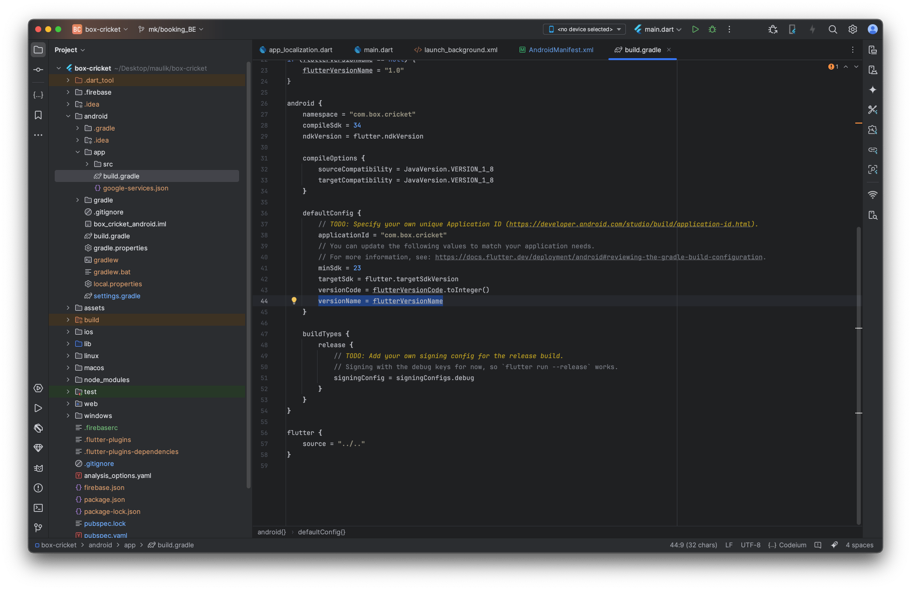 BC box-cricket
mk/booking_BE
<no device selected>
main.dart
Project
app_localization.dart
main.dart
launch_background.xml
AndroidManifest.xml
build.gradle
box-cricket ~/Desktop/maulik/box-cricket
.dart_tool
.firebase
.idea
android
.gradle
.idea
app
src
build.gradle
google-services.json
gradle
.gitignore
box_cricket_android.iml
build.gradle
gradle.properties
gradlew
gradlew.bat
local.properties
settings.gradle
assets
build
ios
lib
linux
macos
node_modules
test
web
windows
.firebaserc
.flutter-plugins
.flutter-plugins-dependencies
.gitignore
analysis_options.yaml
firebase.json
package.json
package-lock.json
pubspec.lock
pubspec.yaml
1
23 flutterVersionName = "1.0"
24 }
25
26 android {
27 namespace = "com.box.cricket"
28 compileSdk = 34
29 ndkVersion = flutter.ndkVersion
30
31 compileOptions {
32 sourceCompatibility = JavaVersion.VERSION_1_8
33 targetCompatibility = JavaVersion.VERSION_1_8
34 }
35
36 defaultConfig {
37 // TODO: Specify your own unique Application ID (https://developer.android.com/studio/build/application-id.html).
38 applicationId = "com.box.cricket"
39 // You can update the following values to match your application needs.
40 // For more information, see: https://docs.flutter.dev/deployment/android#reviewing-the-gradle-build-configuration.
41 minSdk = 23
42 targetSdk = flutter.targetSdkVersion
43 versionCode = flutterVersionCode.toInteger()
44 versionName = flutterVersionName
45 }
46
47 buildTypes {
48 release {
49 // TODO: Add your own signing config for the release build.
50 // Signing with the debug keys for now, so `flutter run --release` works.
51 signingConfig = signingConfigs.debug
52 }
53 }
54 }
55
56 flutter {
57 source = "../.."
58 }
59
android{} › defaultConfig{}
box-cricket › android › app › build.gradle
44:9 (32 chars) LF UTF-8 {..} Codeium 4 spaces